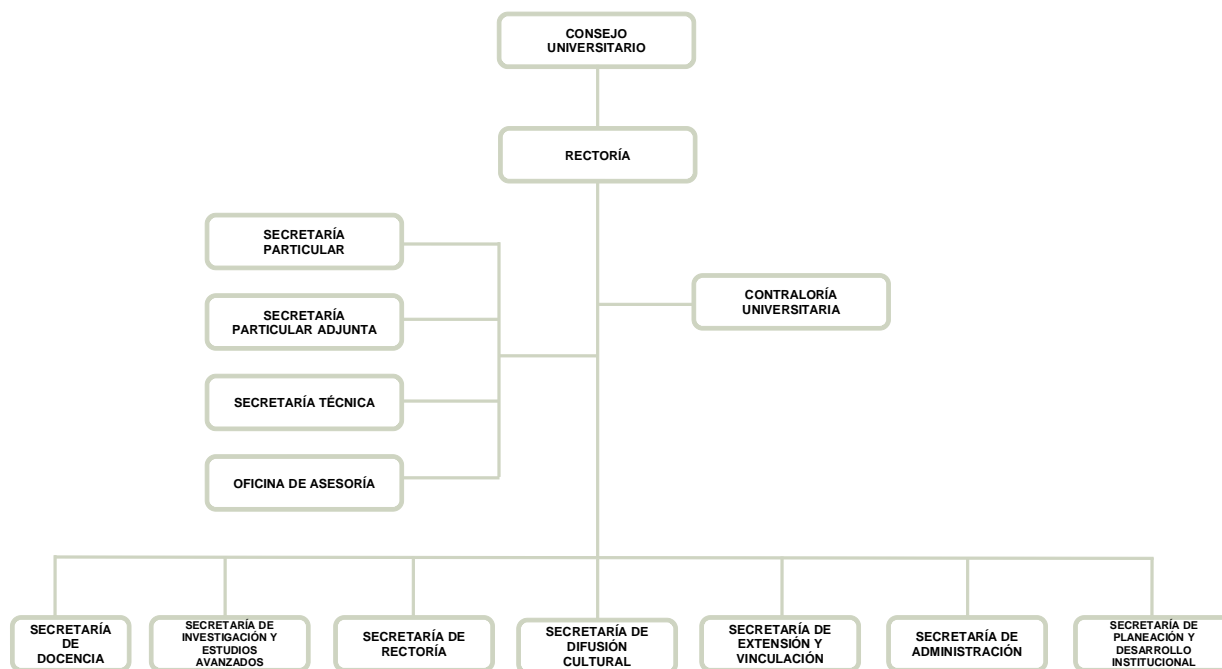 CONSEJO
UNIVERSITARIO
RECTORÍA
SECRETARÍA
PARTICULAR
SECRETARÍA
PARTICULAR ADJUNTA
CONTRALORÍA
UNIVERSITARIA
SECRETARÍA TÉCNICA
OFICINA DE ASESORÍA
SECRETARÍA
DE
DOCENCIA
SECRETARÍA DE
INVESTIGACIÓN Y
ESTUDIOS
AVANZADOS
SECRETARÍA DE
RECTORÍA
SECRETARÍA DE
DIFUSIÓN
CULTURAL
SECRETARÍA DE
EXTENSIÓN Y
VINCULACIÓN
SECRETARÍA DE
ADMINISTRACIÓN
SECRETARÍA DE
PLANEACIÓN Y
DESARROLLO
INSTITUCIONAL